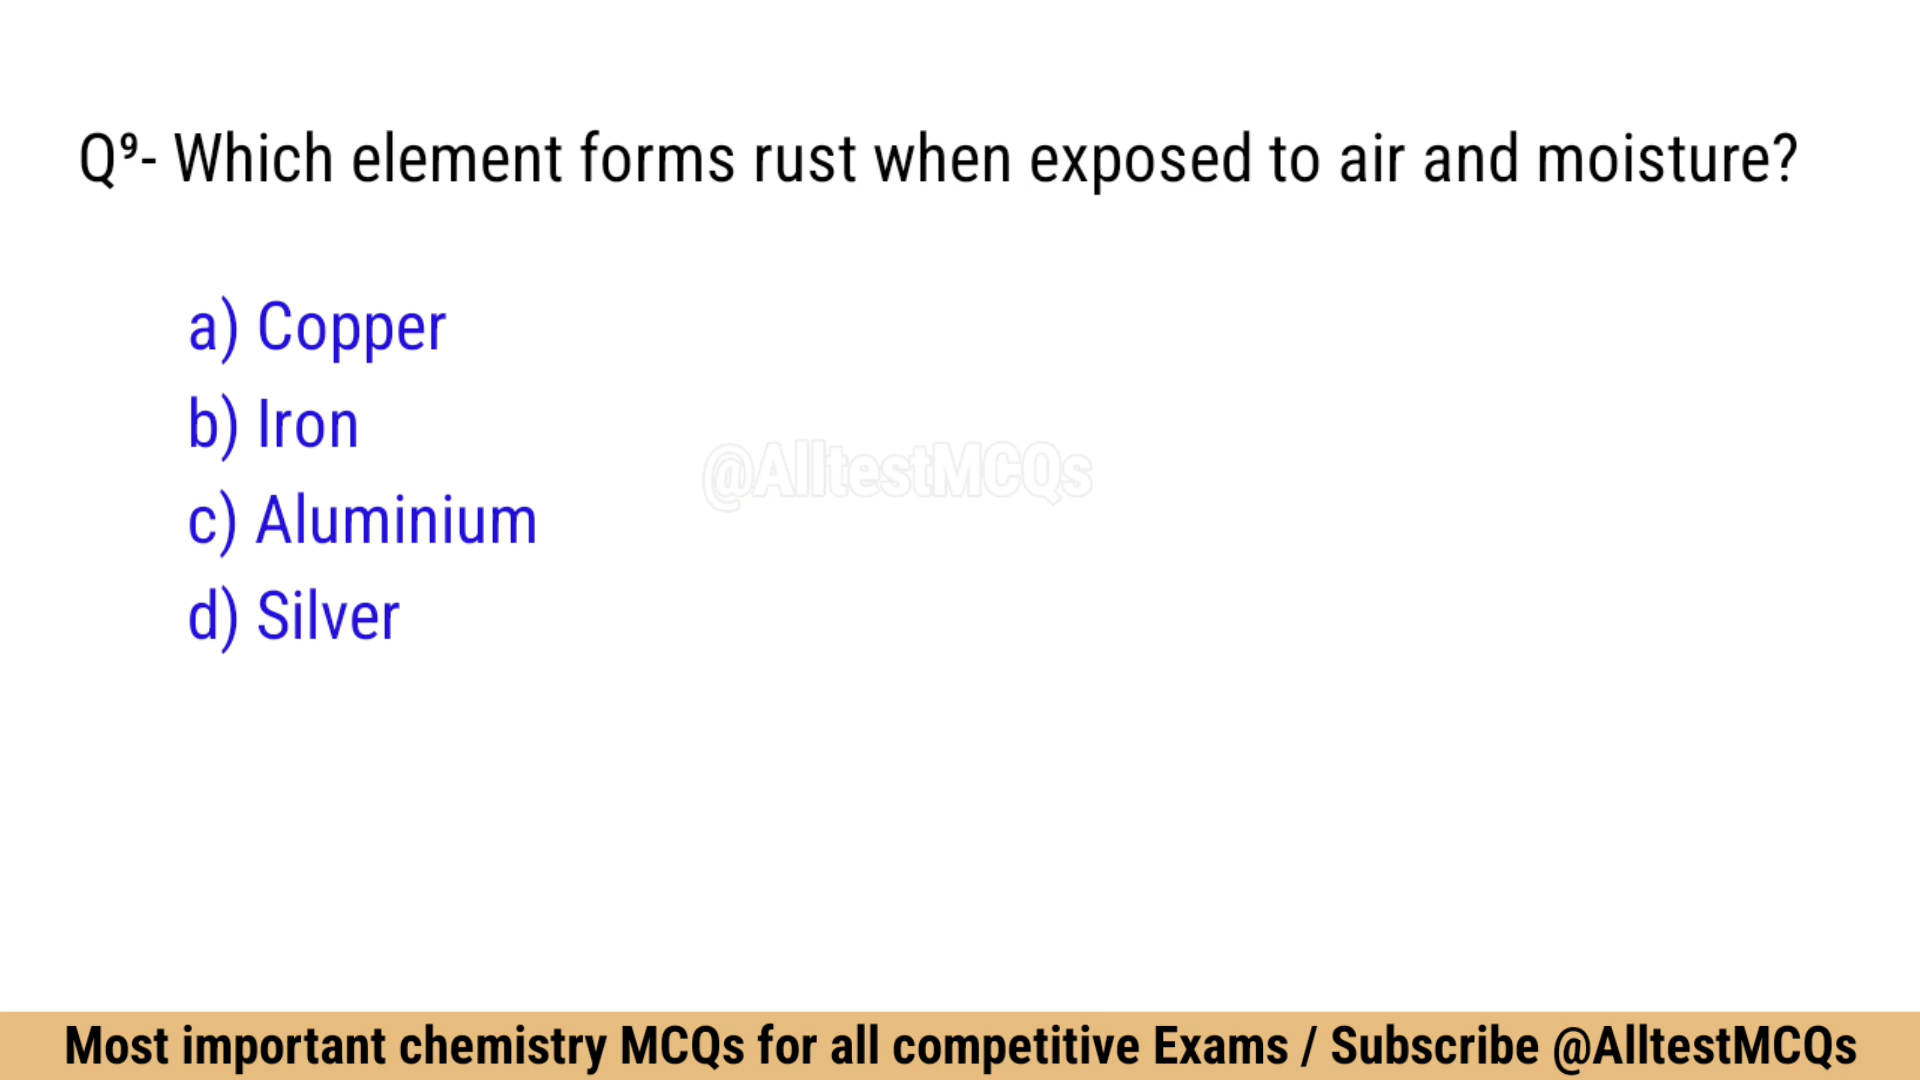 Q⁹- Which element forms rust when exposed to air and moisture?
a) Copper
b) Iron
@AlltestMCQs
c) Aluminium
d) Silver
Most important chemistry MCQs for all competitive Exams / Subscribe @AlltestMCQs